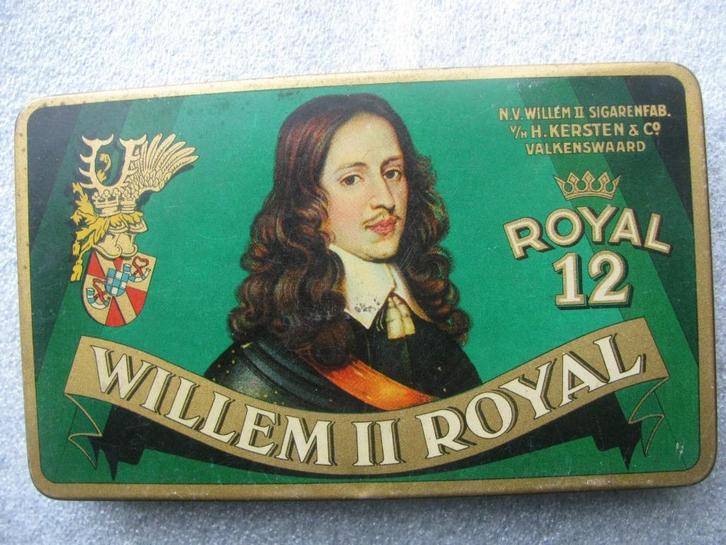 N.V. WILLEM II SIGARENFAB.
V/H H. KERSTEN & Co
VALKENSWAARD
ROYAL
12
WILLEM II ROYAL